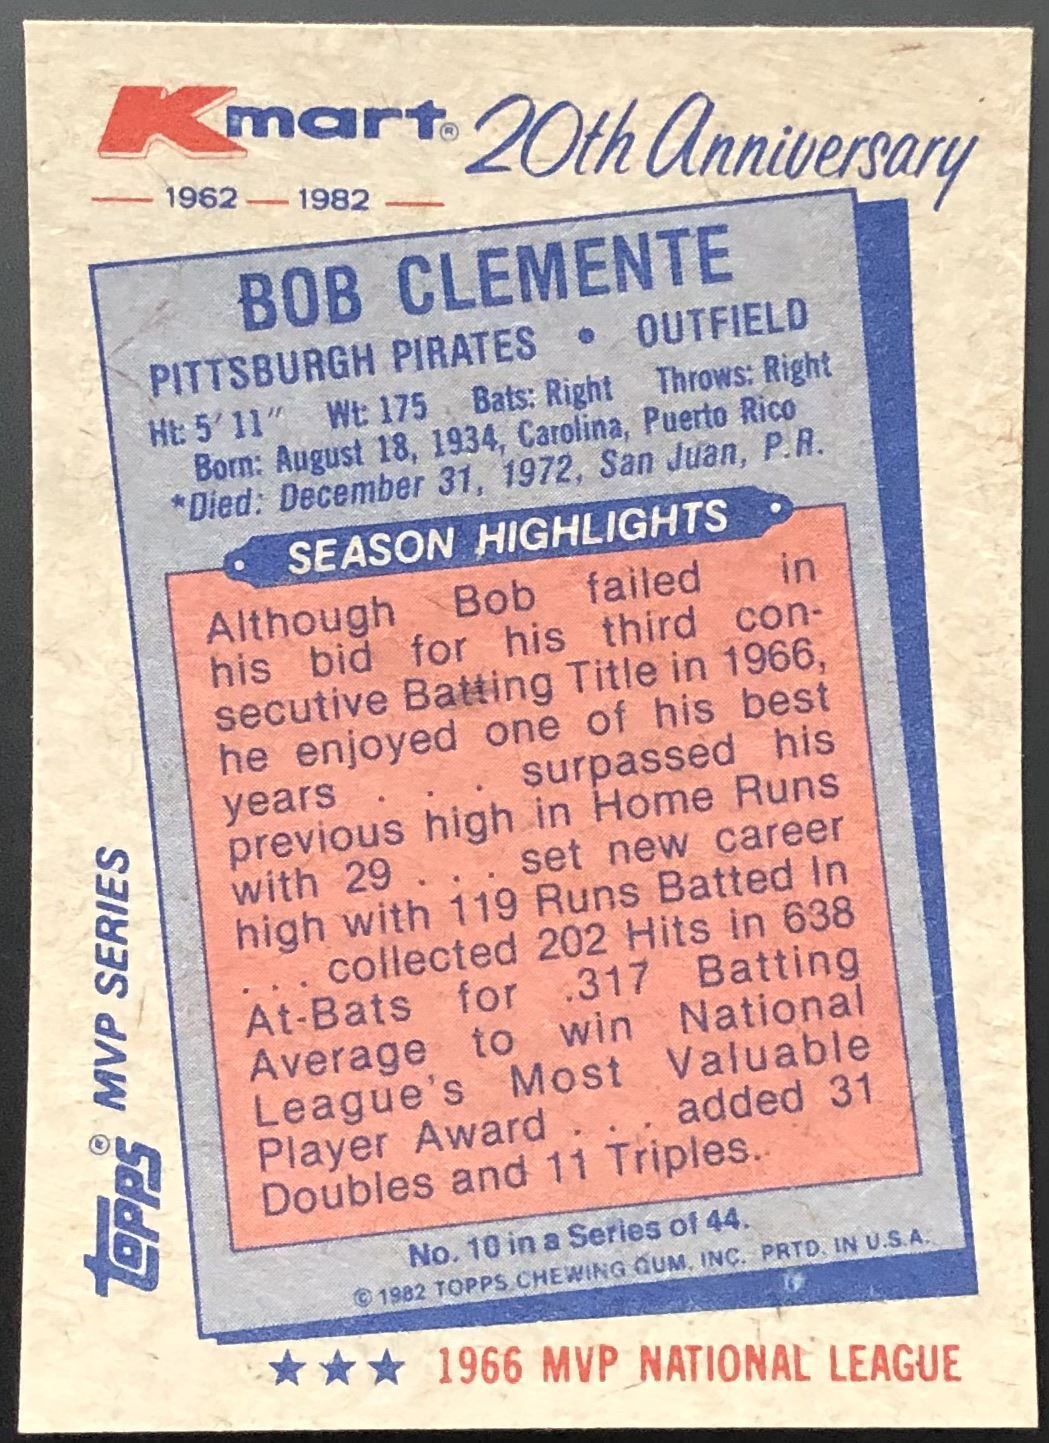 Kmart® 20th Anniversary
1962 — 1982
BOB CLEMENTE
PITTSBURGH PIRATES • OUTFIELD
Ht: 5' 11" Wt: 175 Bats: Right Throws: Right
Born: August 18, 1934, Carolina, Puerto Rico
*Died: December 31, 1972, San Juan, P.R.
SEASON HIGHLIGHTS
Although Bob failed in
his bid for his third con-
secutive Batting Title in 1966,
he enjoyed one of his best
years . . . surpassed his
previous high in Home Runs
with 29 . . . set new career
high with 119 Runs Batted In
. . . collected 202 Hits in 638
At-Bats for .317 Batting
Average to win National
League's Most Valuable
Player Award . . . added 31
Doubles and 11 Triples.
No. 10 in a Series of 44.
© 1982 TOPPS CHEWING GUM, INC. PRTD. IN U.S.A.
TOPPS® MVP SERIES
★★★ 1966 MVP NATIONAL LEAGUE